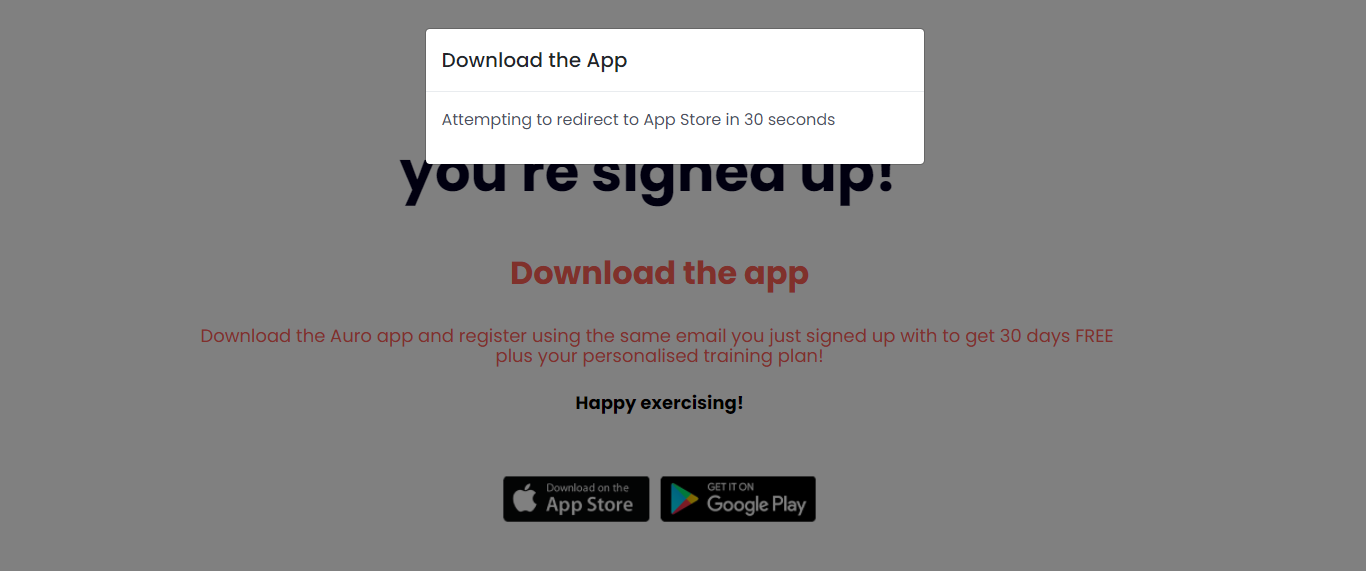 Download the App
Attempting to redirect to App Store in 30 seconds
you're signed up!
Download the app
Download the Auro app and register using the same email you just signed up with to get 30 days FREE
plus your personalised training plan!
Happy exercising!
Download on the
App Store
GET IT ON
Google Play